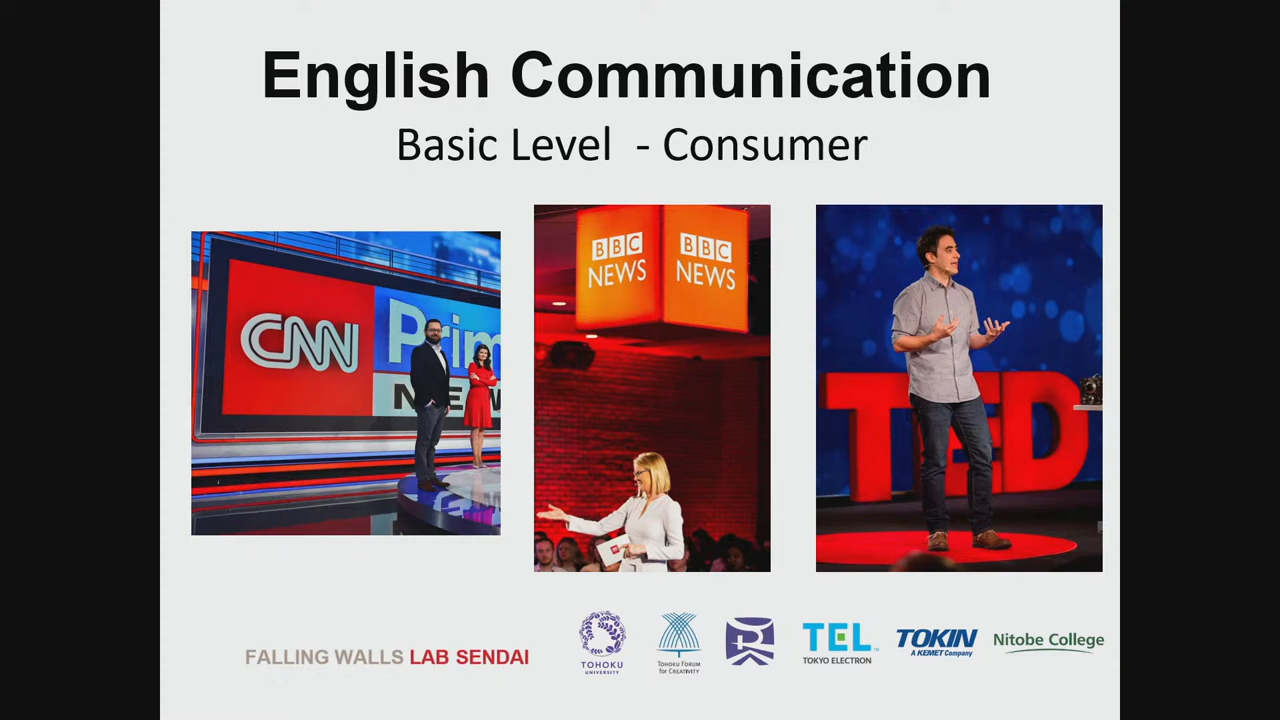 English Communication
Basic Level - Consumer
CNN
Prim
NEW
BBC
NEWS
BBC
NEWS
TED
FALLING WALLS LAB SENDAI
TOHOKU
UNIVERSITY
TOHOKU FORUM
for CREATIVITY
TEL
TOKYO ELECTRON
TOKIN
A KEMET Company
Nitobe College